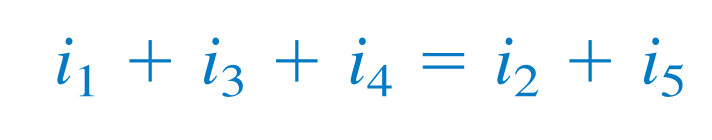 i₁ + i₃ + i₄ = i₂ + i₅